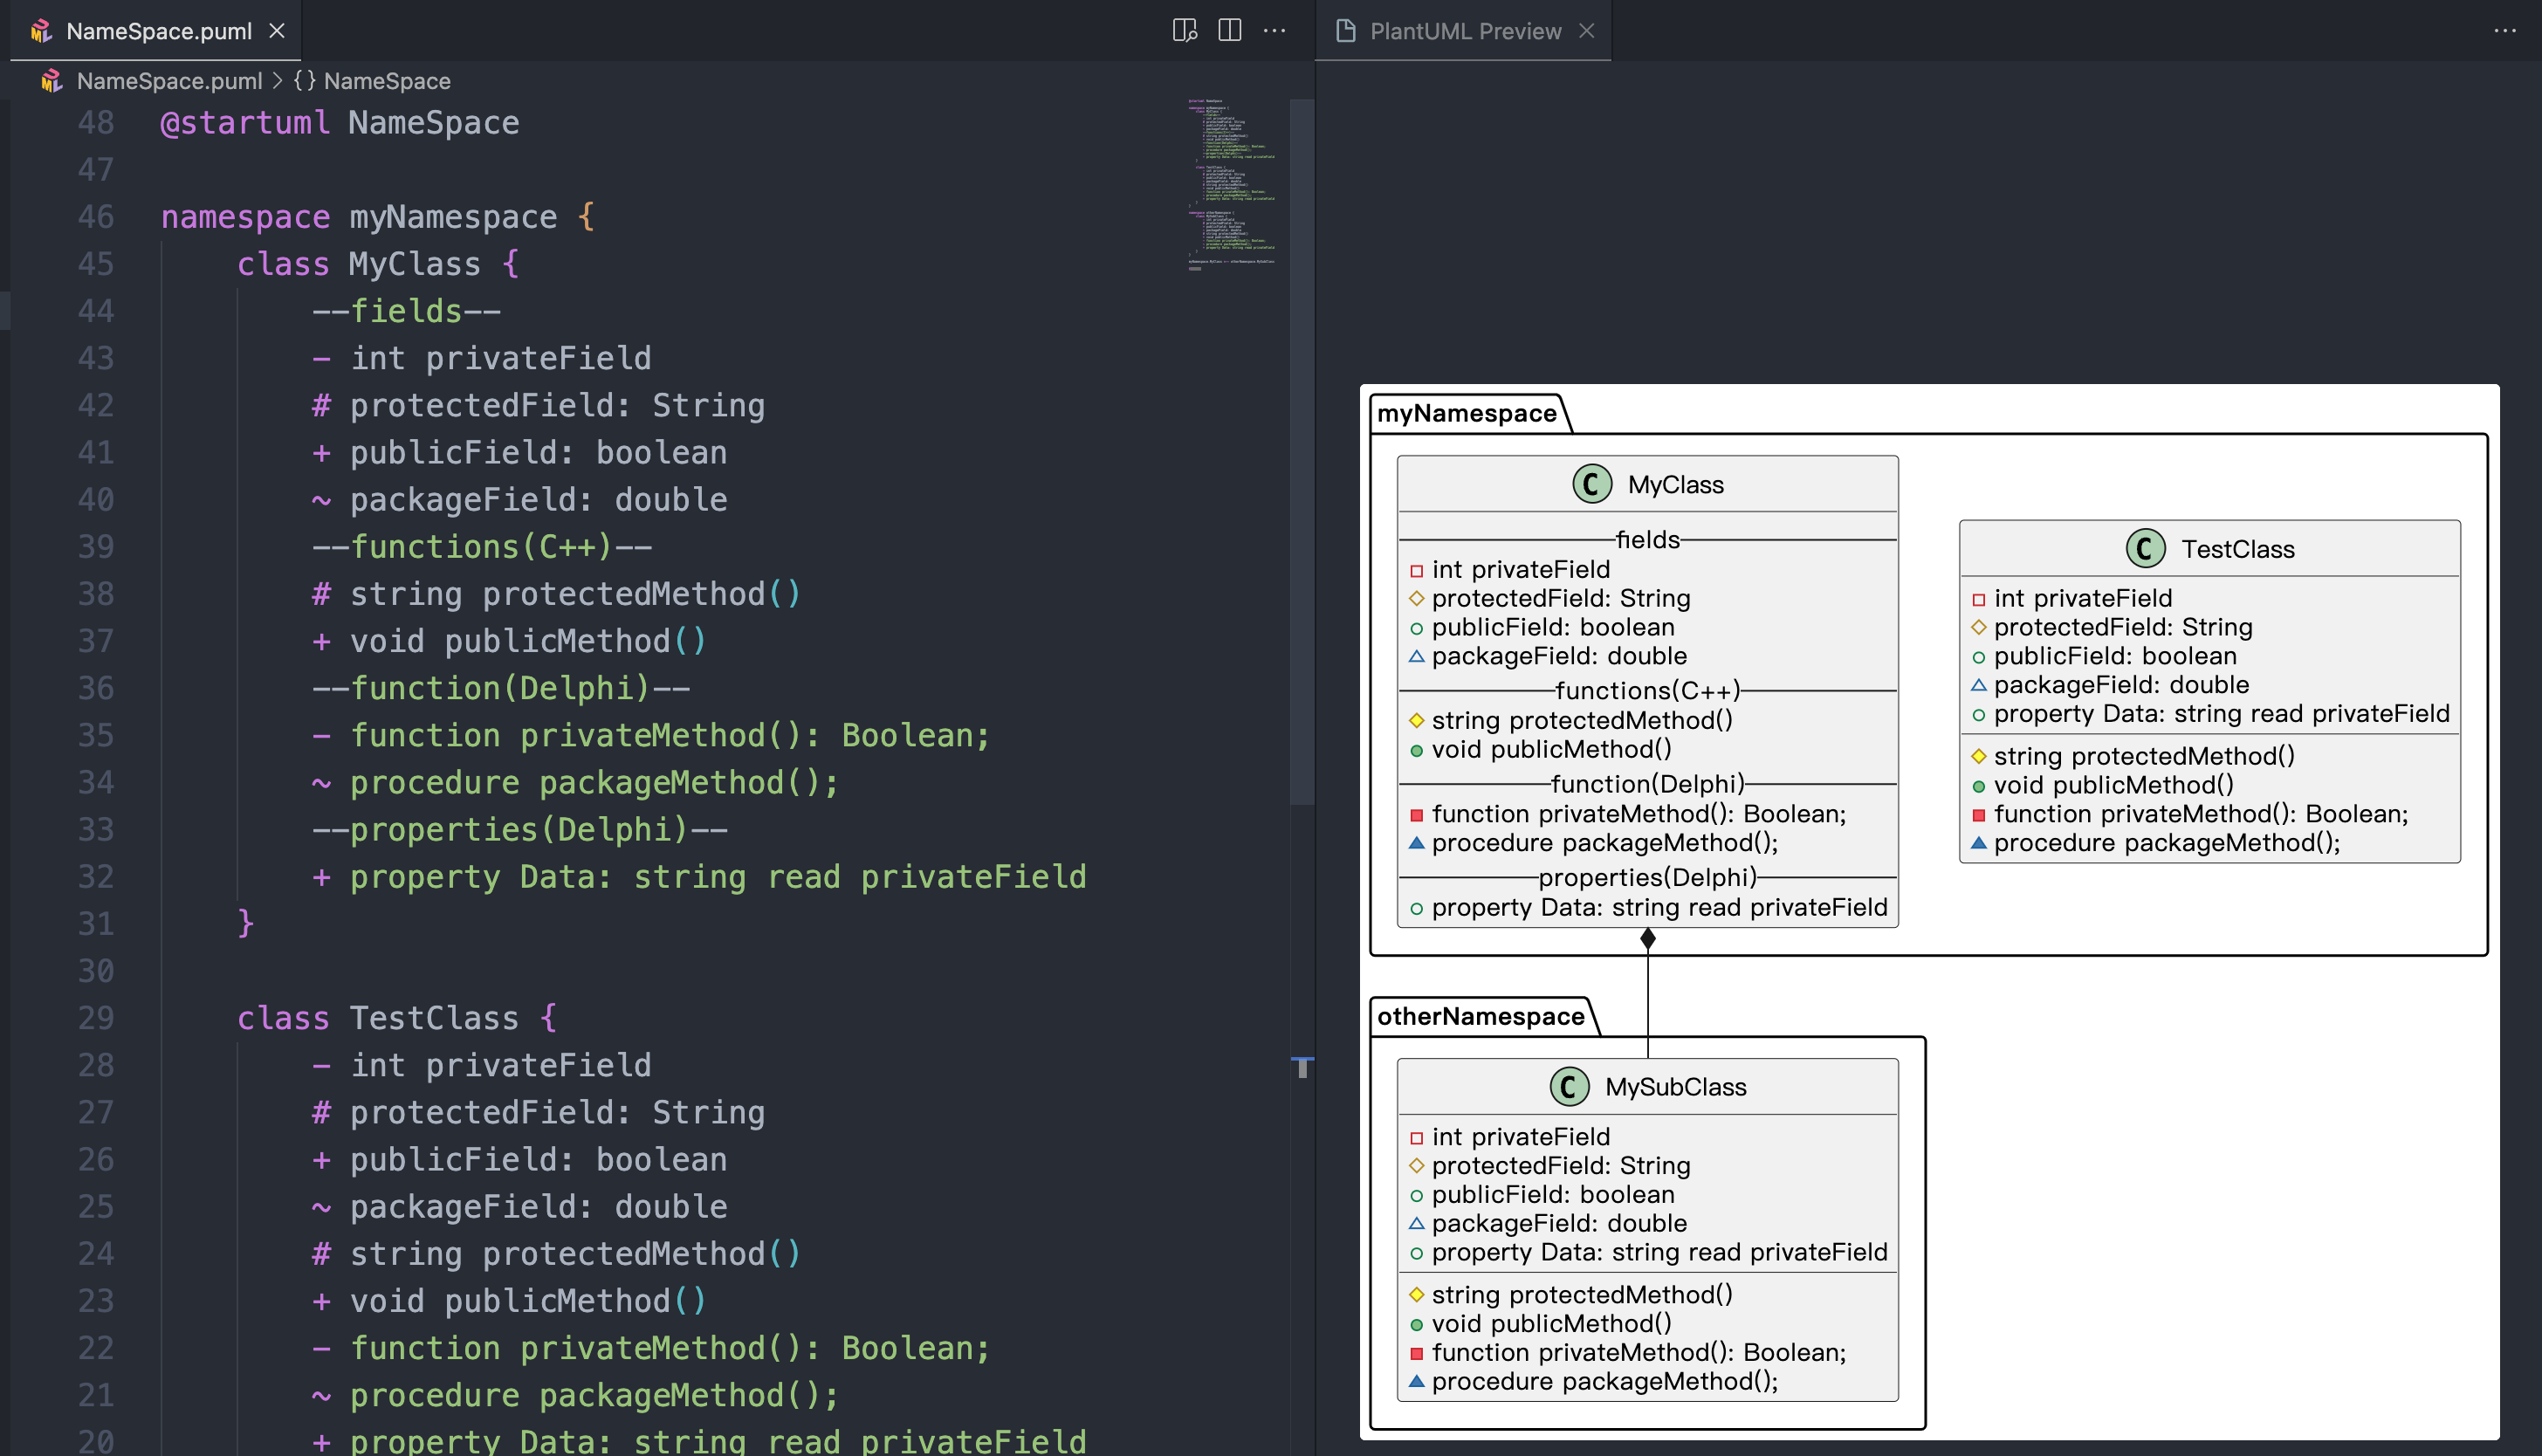 NameSpace.puml
NameSpace.puml > {} NameSpace
48 @startuml NameSpace
47
46 namespace myNamespace {
45 class MyClass {
44 --fields--
43 - int privateField
42 # protectedField: String
41 + publicField: boolean
40 ~ packageField: double
39 --functions(C++)--
38 # string protectedMethod()
37 + void publicMethod()
36 --function(Delphi)--
35 - function privateMethod(): Boolean;
34 ~ procedure packageMethod();
33 --properties(Delphi)--
32 + property Data: string read privateField
31 }
30
29 class TestClass {
28 - int privateField
27 # protectedField: String
26 + publicField: boolean
25 ~ packageField: double
24 # string protectedMethod()
23 + void publicMethod()
22 - function privateMethod(): Boolean;
21 ~ procedure packageMethod();
20 + property Data: string read privateField
PlantUML Preview
myNamespace
C MyClass
fields
int privateField
protectedField: String
publicField: boolean
packageField: double
functions(C++)
string protectedMethod()
void publicMethod()
function(Delphi)
function privateMethod(): Boolean;
procedure packageMethod();
properties(Delphi)
property Data: string read privateField
C TestClass
int privateField
protectedField: String
publicField: boolean
packageField: double
property Data: string read privateField
string protectedMethod()
void publicMethod()
function privateMethod(): Boolean;
procedure packageMethod();
otherNamespace
C MySubClass
int privateField
protectedField: String
publicField: boolean
packageField: double
property Data: string read privateField
string protectedMethod()
void publicMethod()
function privateMethod(): Boolean;
procedure packageMethod();